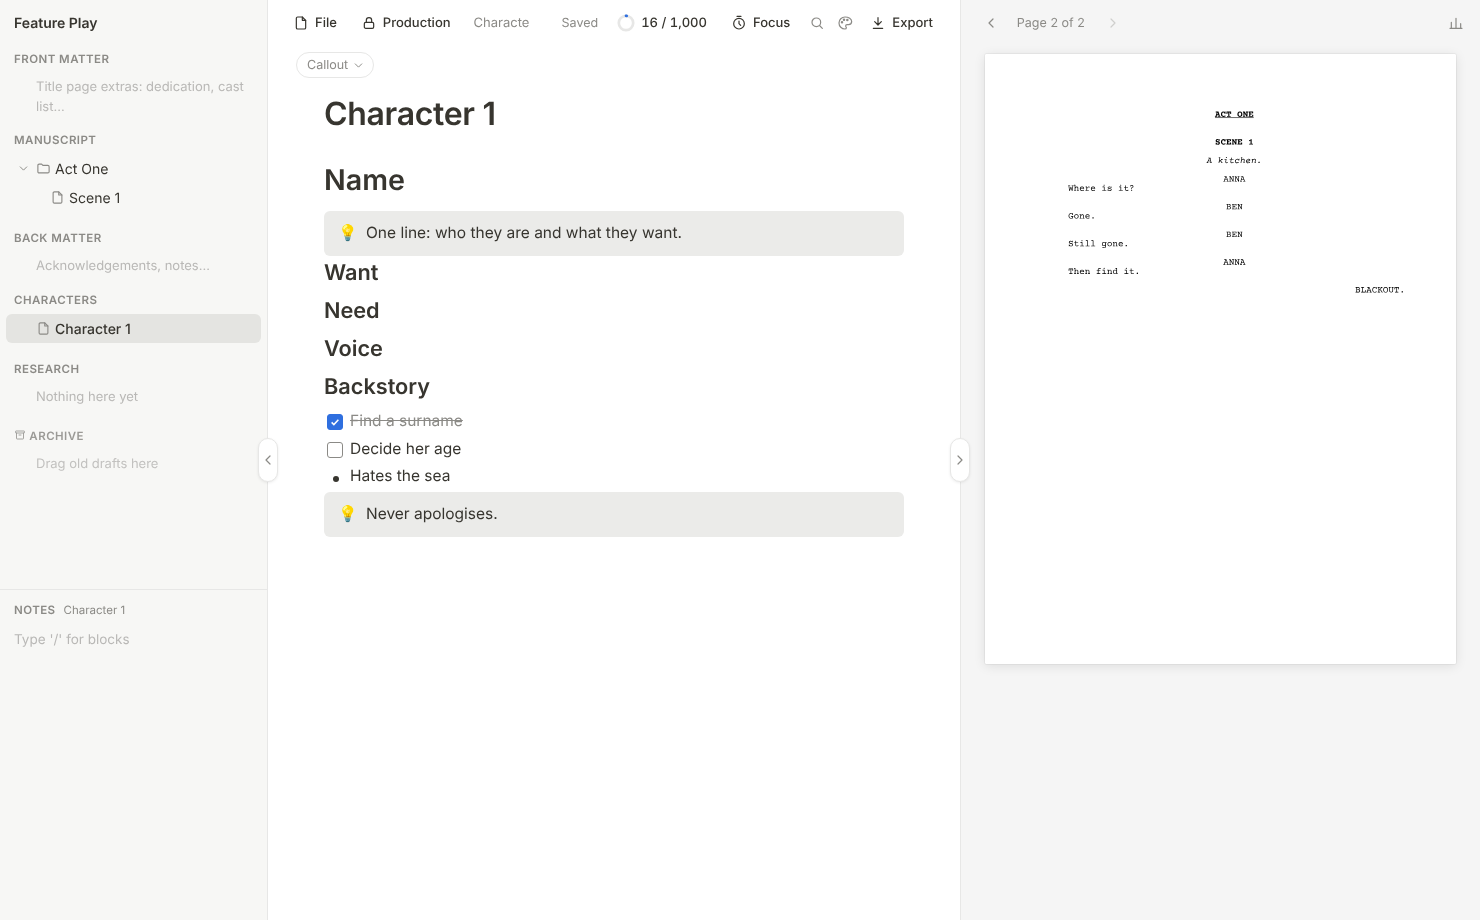 Feature Play
FRONT MATTER
Title page extras: dedication, cast
list...
MANUSCRIPT
Act One
Scene 1
BACK MATTER
Acknowledgements, notes...
CHARACTERS
Character 1
RESEARCH
Nothing here yet
ARCHIVE
Drag old drafts here
NOTES Character 1
Type '/' for blocks
File Production Characte Saved 16 / 1,000 Focus Export
Callout
Character 1
Name
One line: who they are and what they want.
Want
Need
Voice
Backstory
Find a surname
Decide her age
Hates the sea
Never apologises.
Page 2 of 2
ACT ONE
SCENE 1
A kitchen.
ANNA
Where is it?
BEN
Gone.
BEN
Still gone.
ANNA
Then find it.
BLACKOUT.